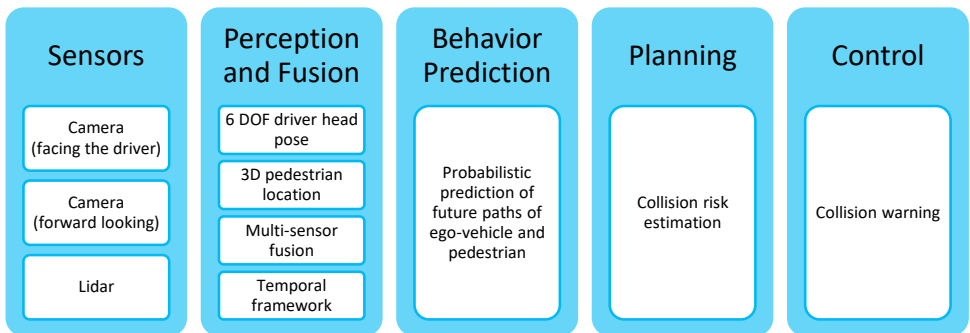 Sensors
Camera
(facing the driver)
Camera
(forward looking)
Lidar
Perception
and Fusion
6 DOF driver head
pose
3D pedestrian
location
Multi-sensor
fusion
Temporal
framework
Behavior
Prediction
Probabilistic
prediction of
future paths of
ego-vehicle and
pedestrian
Planning
Collision risk
estimation
Control
Collision warning